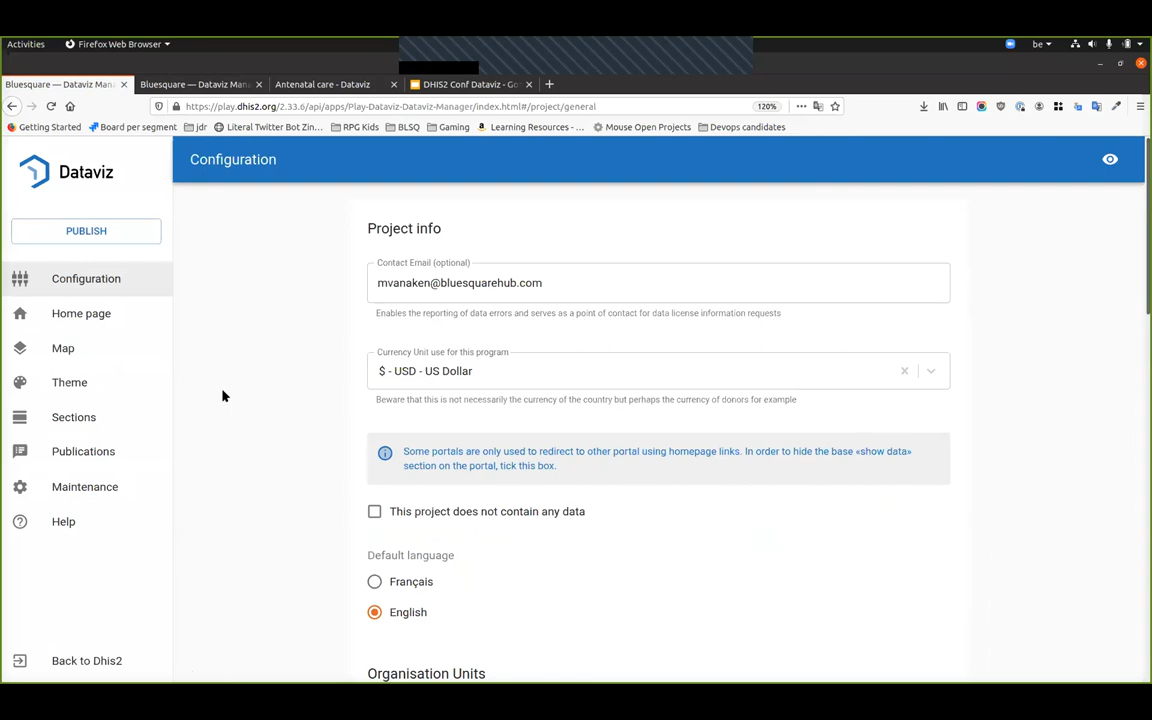 Activities
Firefox Web Browser
be
Bluesquare — Dataviz Man
Bluesquare — Dataviz Man
Antenatal care - Dataviz
DHIS2 Conf Dataviz - Go
https://play.dhis2.org/2.33.6/api/apps/Play-Dataviz-Dataviz-Manager/index.html#/project/general
120%
Getting Started
Board per segment
jdr
Literal Twitter Bot Zin...
RPG Kids
BLSQ
Gaming
Learning Resources - ...
Mouse Open Projects
Devops candidates
Dataviz
PUBLISH
Configuration
Home page
Map
Theme
Sections
Publications
Maintenance
Help
Back to Dhis2
Configuration
Project info
Contact Email (optional)
mvanaken@bluesquarehub.com
Enables the reporting of data errors and serves as a point of contact for data license information requests
Currency Unit use for this program
$ - USD - US Dollar
Beware that this is not necessarily the currency of the country but perhaps the currency of donors for example
Some portals are only used to redirect to other portal using homepage links. In order to hide the base «show data»
section on the portal, tick this box.
This project does not contain any data
Default language
Français
English
Organisation Units